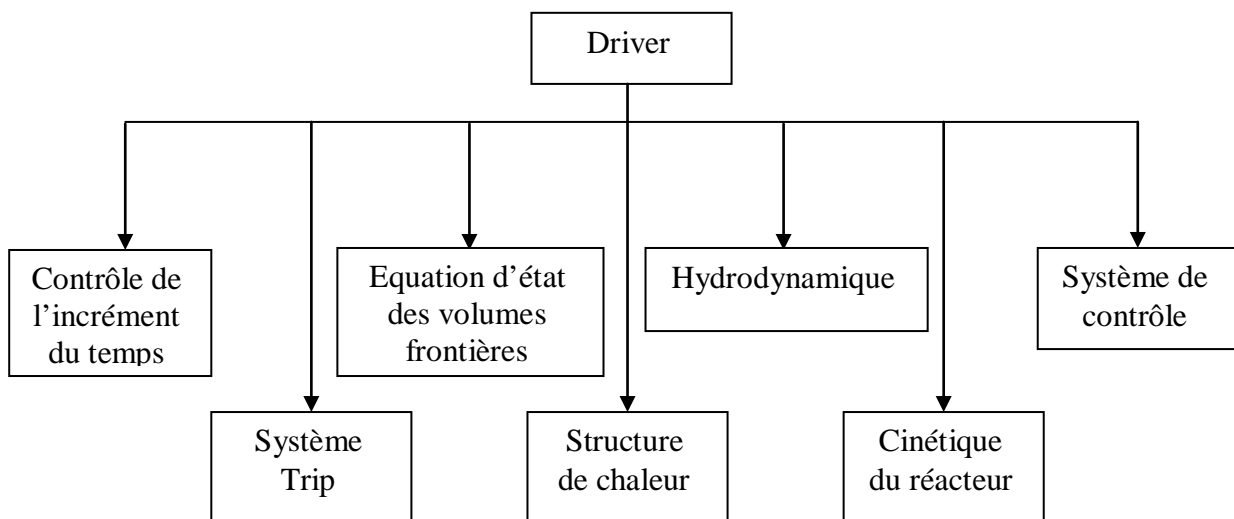 Driver
Contrôle de
l’incrément
du temps
Equation d’état
des volumes
frontières
Hydrodynamique
Système de
contrôle
Système
Trip
Structure
de chaleur
Cinétique
du réacteur